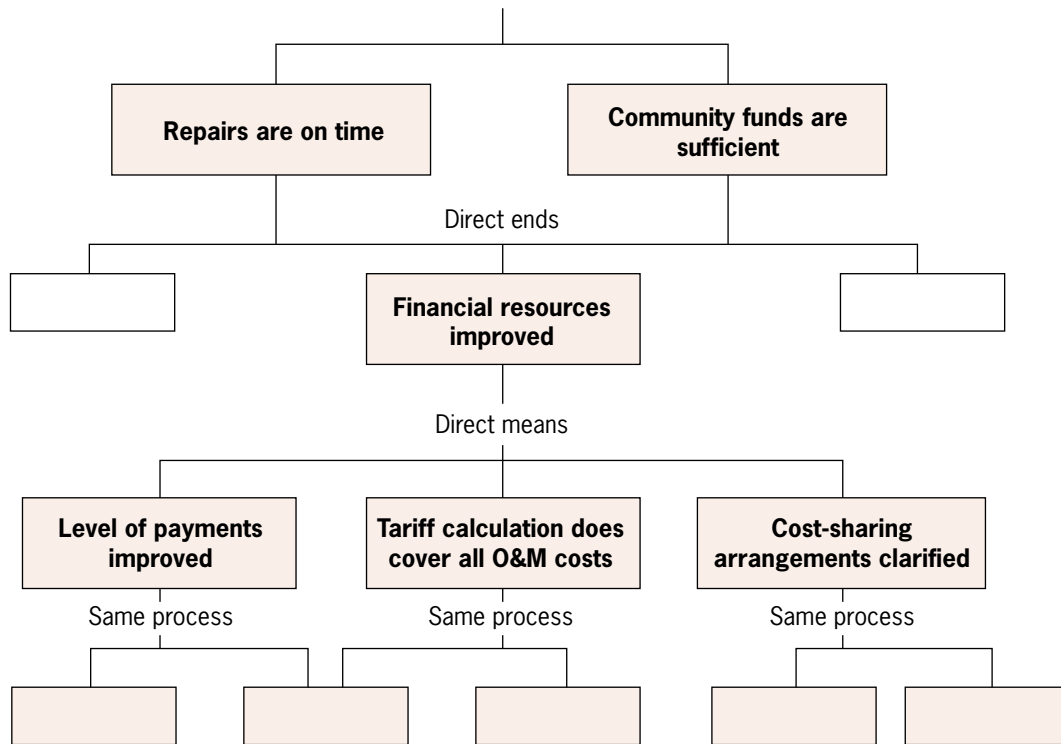 Repairs are on time
Community funds are
sufficient
Direct ends
Financial resources
improved
Direct means
Level of payments
improved
Tariff calculation does
cover all O&M costs
Cost-sharing
arrangements clarified
Same process
Same process
Same process